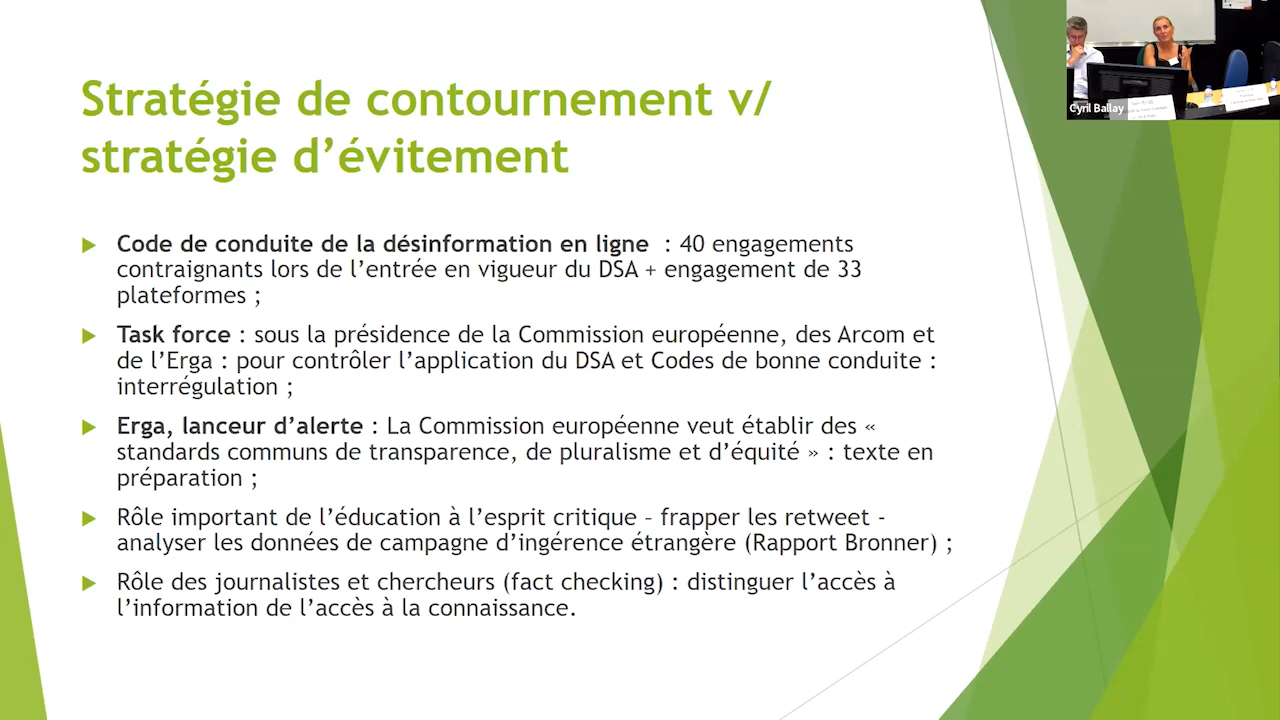 Stratégie de contournement v/
stratégie d’évitement
Code de conduite de la désinformation en ligne : 40 engagements
contraignants lors de l’entrée en vigueur du DSA + engagement de 33
plateformes ;
Task force : sous la présidence de la Commission européenne, des Arcom et
de l’Erga : pour contrôler l’application du DSA et Codes de bonne conduite :
interrégulation ;
Erga, lanceur d’alerte : La Commission européenne veut établir des «
standards communs de transparence, de pluralisme et d’équité » : texte en
préparation ;
Rôle important de l’éducation à l’esprit critique – frapper les retweet -
analyser les données de campagne d’ingérence étrangère (Rapport Bronner) ;
Rôle des journalistes et chercheurs (fact checking) : distinguer l’accès à
l’information de l’accès à la connaissance.
Cyril Ballay